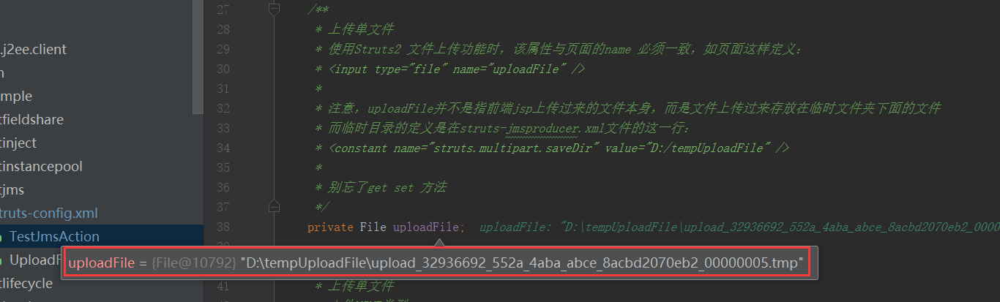 27 /**
.j2ee.client
28 * 上传单文件
29 * 使用Struts2 文件上传功能时，该属性与页面的name 必须一致，如页面这样定义：
n
30 * <input type="file" name="uploadFile" />
mple
31 *
tfieldshare
32 * 注意，uploadFile并不是指前端jsp上传过来的文件本身，而是文件上传过来存放在临时文件夹下面的文件
33 * 而临时目录的定义是在struts-jmsproducer.xml文件的这一行：
tinject
34 * <constant name="struts.multipart.saveDir" value="D:/tempUploadFile" />
tinstancepool
35 *
tjms
36 * 别忘了get set 方法
truts-config.xml
37 */
TestJmsAction
38 private File uploadFile; uploadFile: "D:\tempUploadFile\upload_32936692_552a_4aba_abce_8acbd2070eb2_0000
UploadF
uploadFile = {File@10792} "D:\tempUploadFile\upload_32936692_552a_4aba_abce_8acbd2070eb2_00000005.tmp"
tlifecycle
41 * 上传单文件